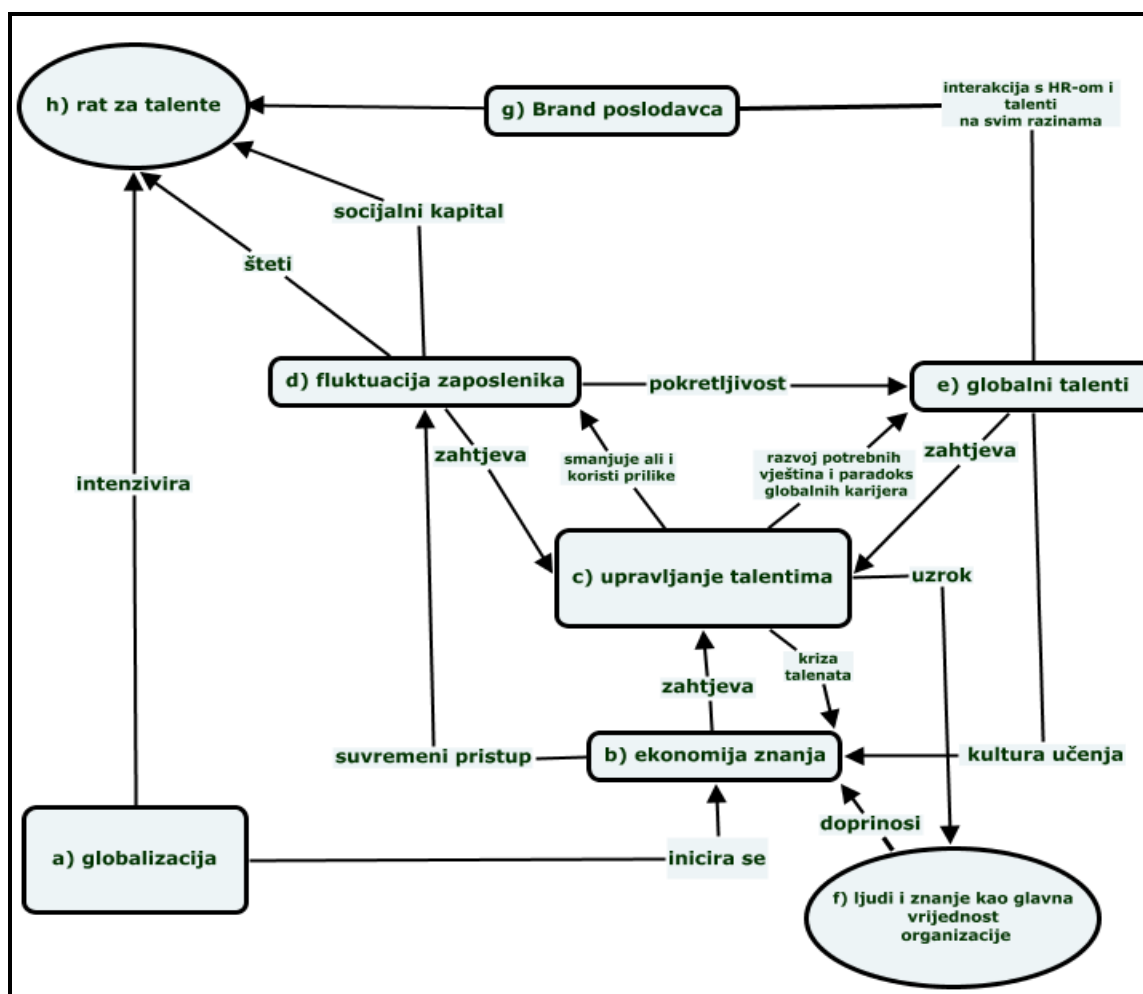 interakcija s HR-om i
talenti
na svim razinama
h) rat za talente
g) Brand poslodavca
socijalni kapital
šteti
d) fluktuacija zaposlenika
pokretljivost
e) globalni talenti
zahtjeva
smanjuje ali i
koristi prilike
razvoj potrebnih
vještina i paradoks
globalnih karijera
zahtjeva
intenzivira
c) upravljanje talentima
uzrok
kriza
talenata
zahtjeva
suvremeni pristup
b) ekonomija znanja
kultura učenja
doprinosi
a) globalizacija
inicira se
f) ljudi i znanje kao glavna
vrijednost
organizacije